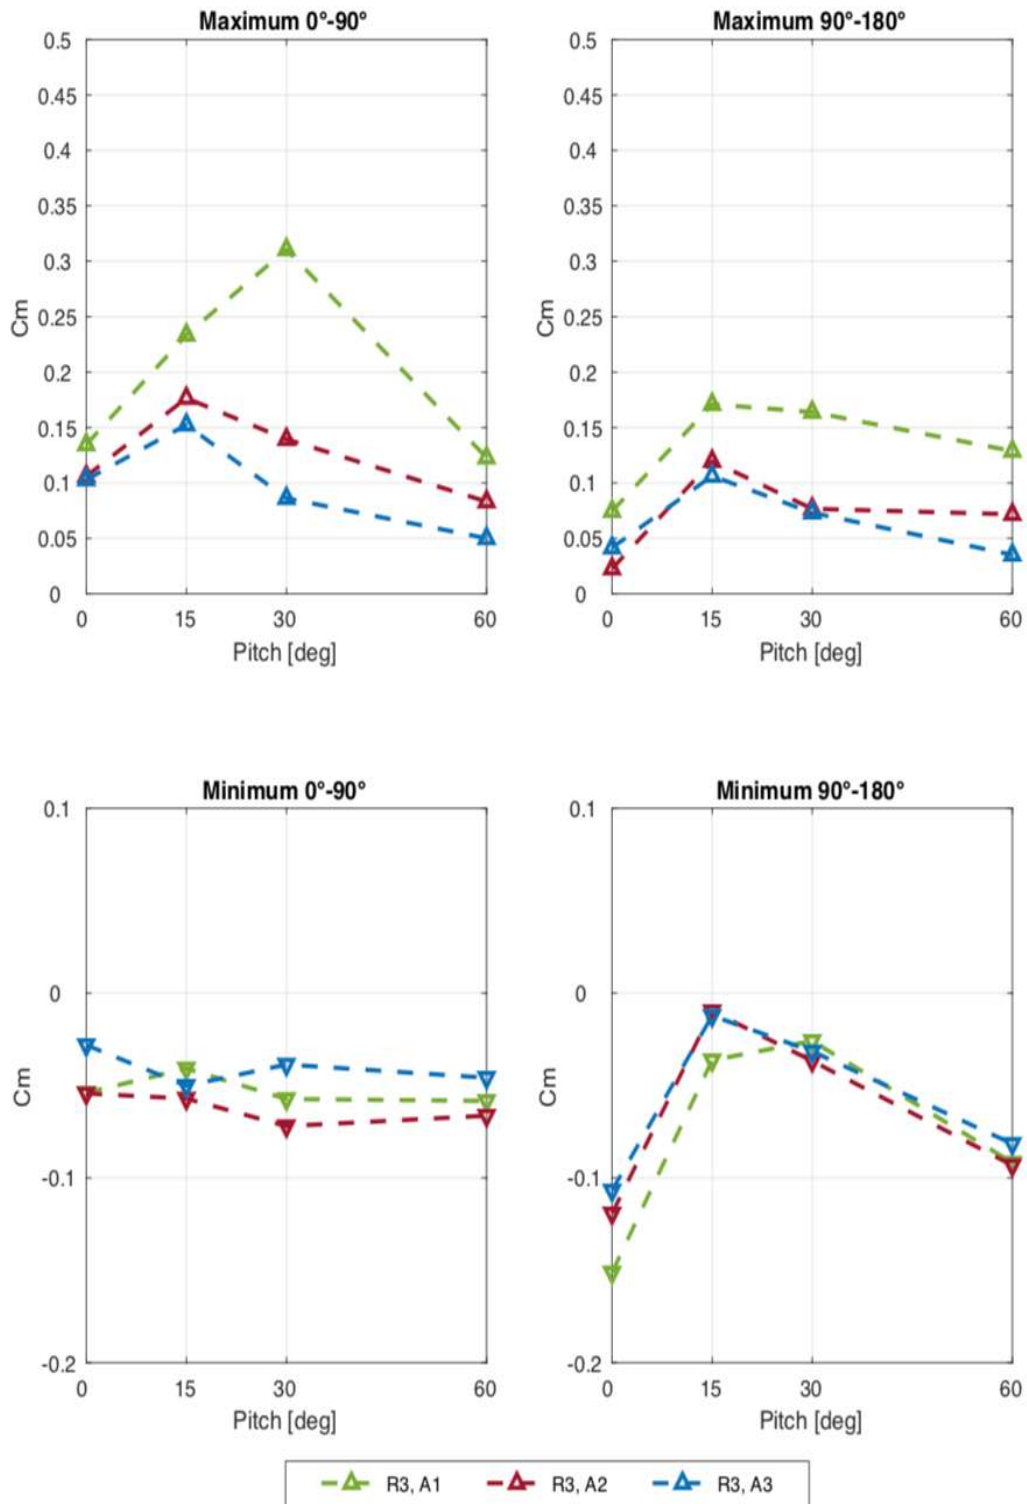 Maximum 0°-90°
0.5
0.45
0.4
0.35
0.3
0.25
0.2
0.15
0.1
0.05
0
Cm
0 15 30 60
Pitch [deg]
Maximum 90°-180°
0.5
0.45
0.4
0.35
0.3
0.25
0.2
0.15
0.1
0.05
0
Cm
0 15 30 60
Pitch [deg]
Minimum 0°-90°
0.1
0
-0.1
-0.2
Cm
0 15 30 60
Pitch [deg]
Minimum 90°-180°
0.1
0
-0.1
-0.2
Cm
0 15 30 60
Pitch [deg]
R3, A1 R3, A2 R3, A3